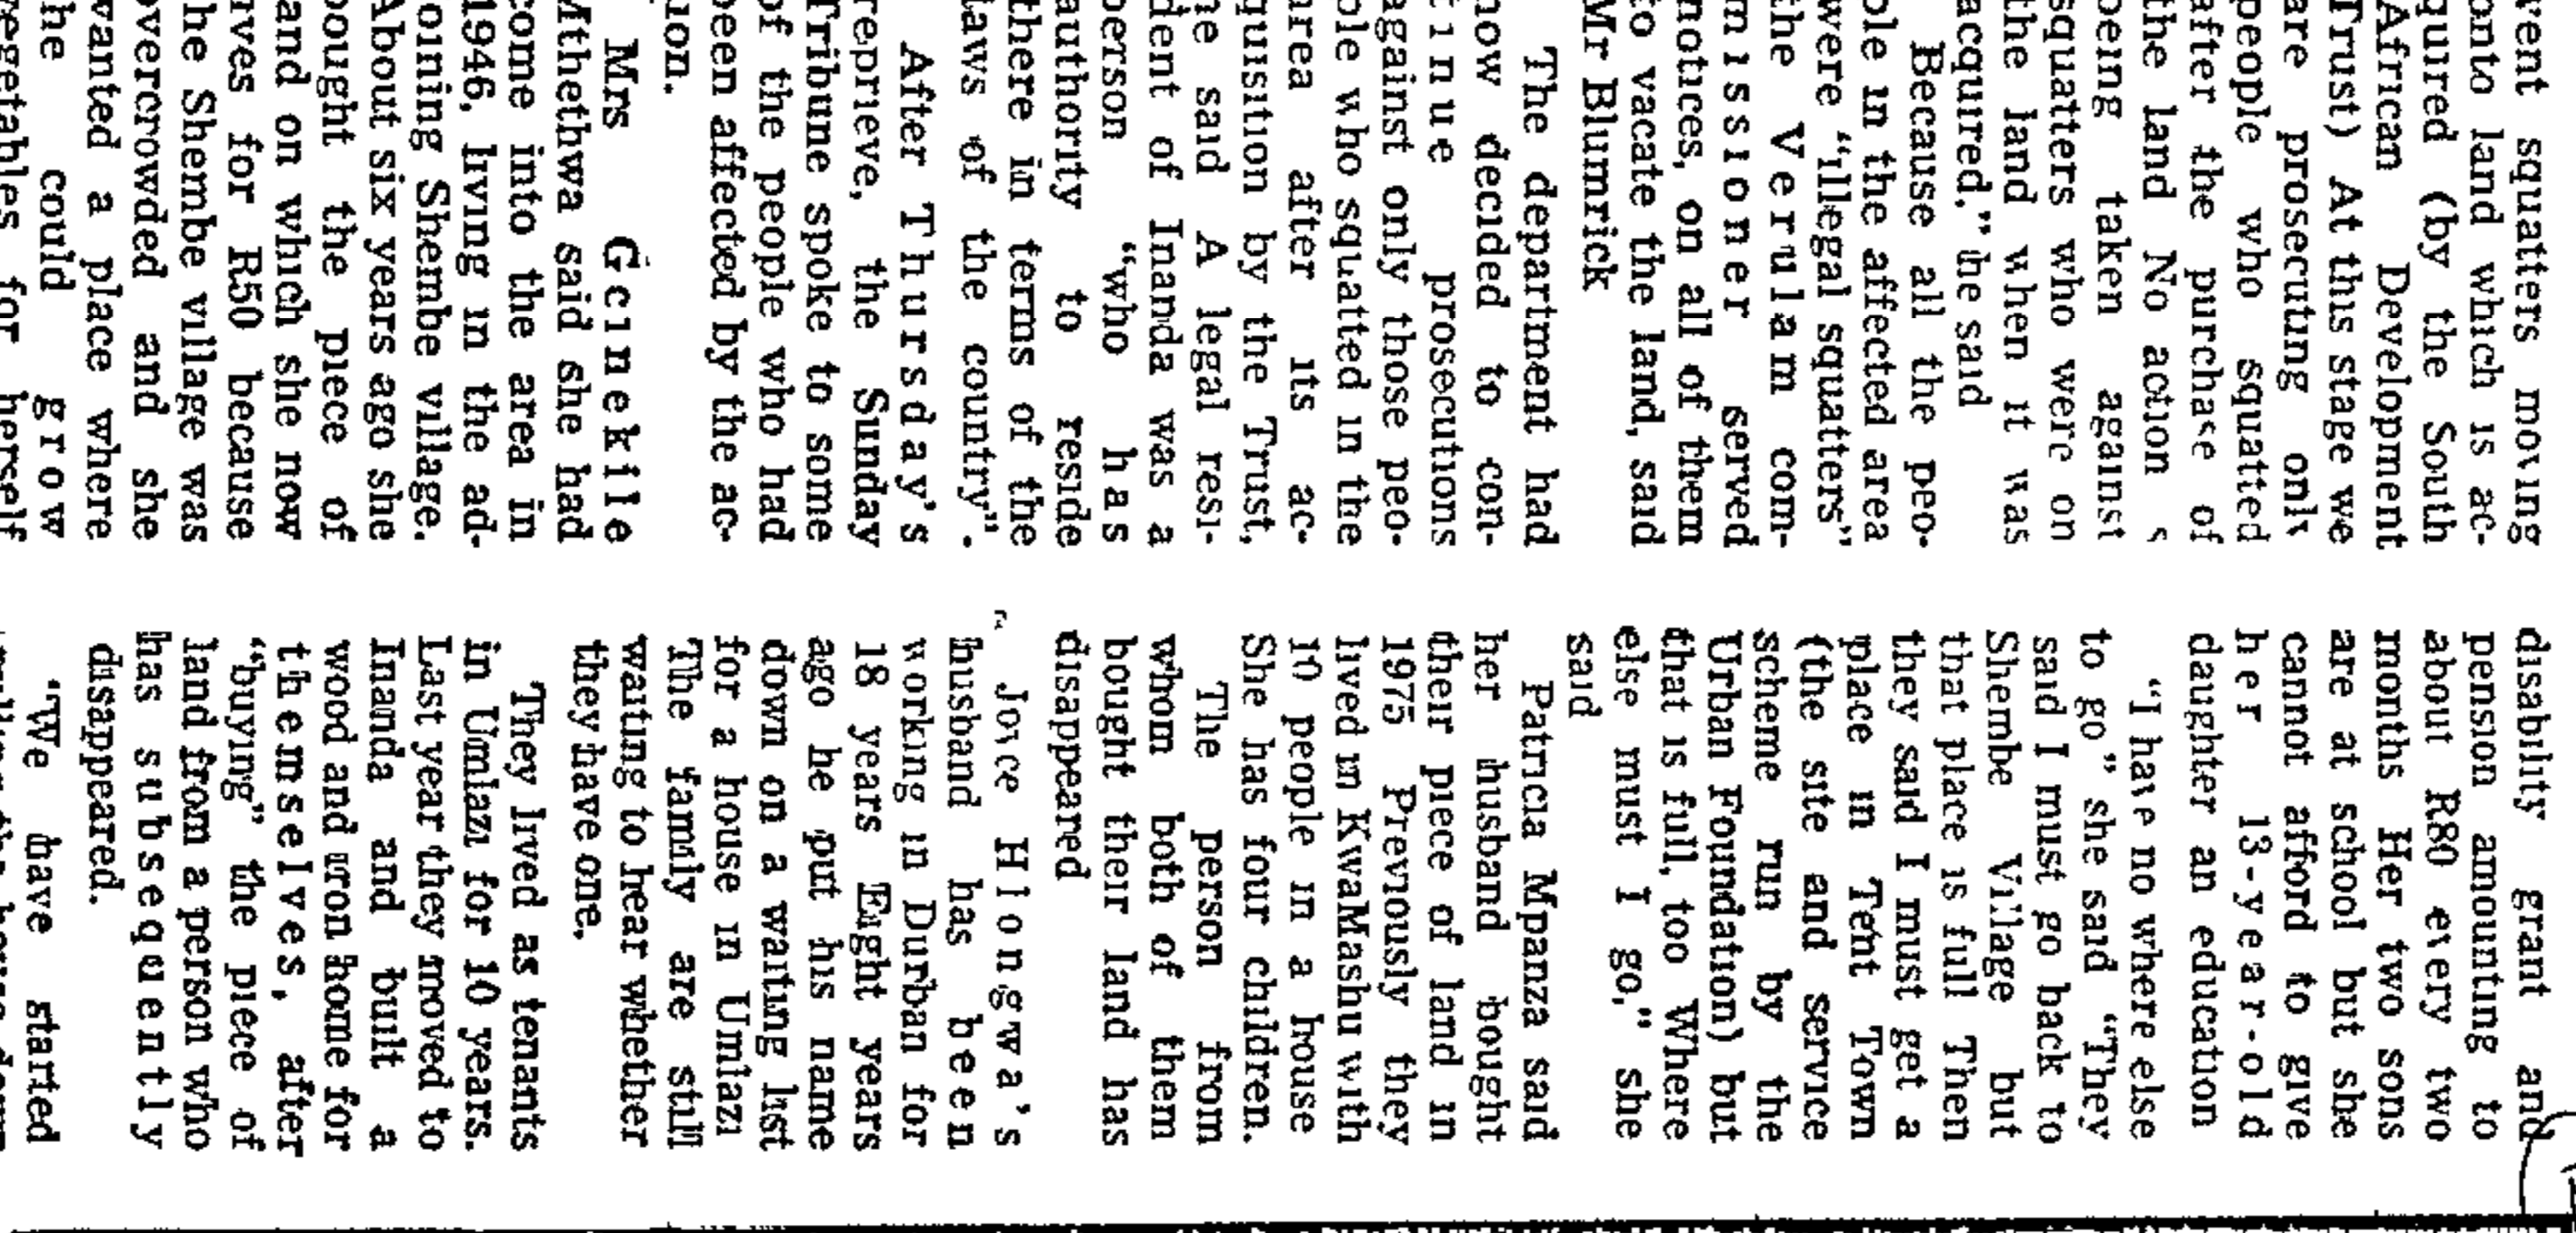 vent squatters moving
onto land which is ac-
quired (by the South
African Development
Trust) At this stage we
are prosecuting only
people who squatted
after the purchase of
the land No action s
being taken against
squatters who were on
the land when it was
acquired," he said
Because all the peo-
ple in the affected area
were "illegal squatters"
the Verulam com-
missioner served
notices, on all of them
to vacate the land, said
Mr Blumrick
The department had
now decided to con-
tinue prosecutions
against only those peo-
ple who squatted in the
area after its ac-
quisition by the Trust,
he said A legal resi-
dent of Inanda was a
person "who has
authority to reside
there in terms of the
laws of the country".
After Thursday's
reprieve, the Sunday
Tribune spoke to some
of the people who had
been affected by the ac-
tion.
Mrs Gcinekile
Mthethwa said she had
come into the area in
1946, living in the ad-
joining Shembe village.
About six years ago she
bought the piece of
land on which she now
lives for R50 because
the Shembe village was
overcrowded and she
wanted a place where
she could grow
vegetables for herself
disability grant and
pension amounting to
about R80 every two
months Her two sons
are at school but she
cannot afford to give
her 13-year-old
daughter an education
"I have no where else
to go" she said "They
said I must go back to
Shembe Village but
that place is full Then
they said I must get a
place in Tent Town
(the site and service
scheme run by the
Urban Foundation) but
that is full, too Where
else must I go," she
said
Patricia Mpanza said
her husband bought
their piece of land in
1975 Previously they
lived in KwaMashu with
10 people in a house
She has four children.
The person from
whom both of them
bought their land has
disappeared
Joyce Hlongwa's
husband has been
working in Durban for
18 years Eight years
ago he put his name
down on a waiting list
for a house in Umlazi
The family are still
waiting to hear whether
they have one.
They lived as tenants
in Umlazi for 10 years.
Last year they moved to
Inanda and built a
wood and iron home for
themselves, after
"buying" the piece of
land from a person who
has subsequently
disappeared.
"We have started